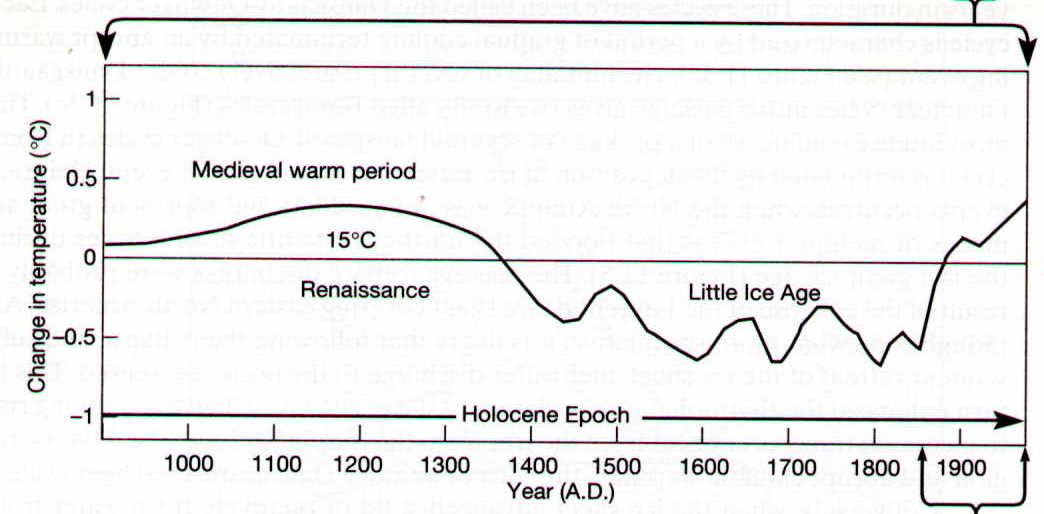 Change in temperature (°C)
1
0.5
0
−0.5
−1
Medieval warm period
15°C
Renaissance
Little Ice Age
Holocene Epoch
1000 1100 1200 1300 1400 1500 1600 1700 1800 1900
Year (A.D.)